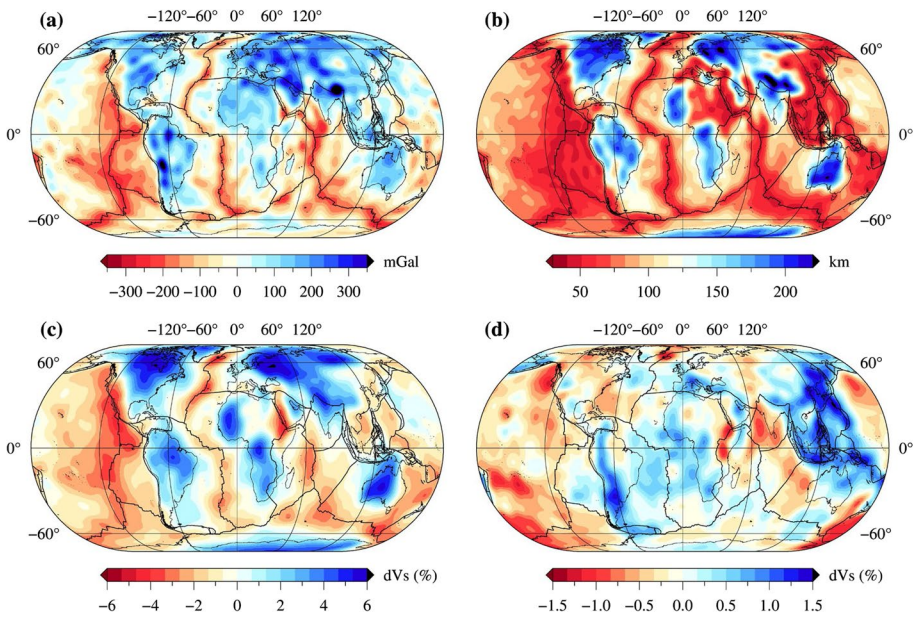 (a) −120° −60° 0° 60° 120°
60°
0°
−60°
mGal
−300 −200 −100 0 100 200 300
(b) −120° −60° 0° 60° 120°
60°
0°
−60°
km
50 100 150 200
(c) −120° −60° 0° 60° 120°
60°
0°
−60°
dVs (%)
−6 −4 −2 0 2 4 6
(d) −120° −60° 0° 60° 120°
60°
0°
−60°
dVs (%)
−1.5 −1.0 −0.5 0.0 0.5 1.0 1.5